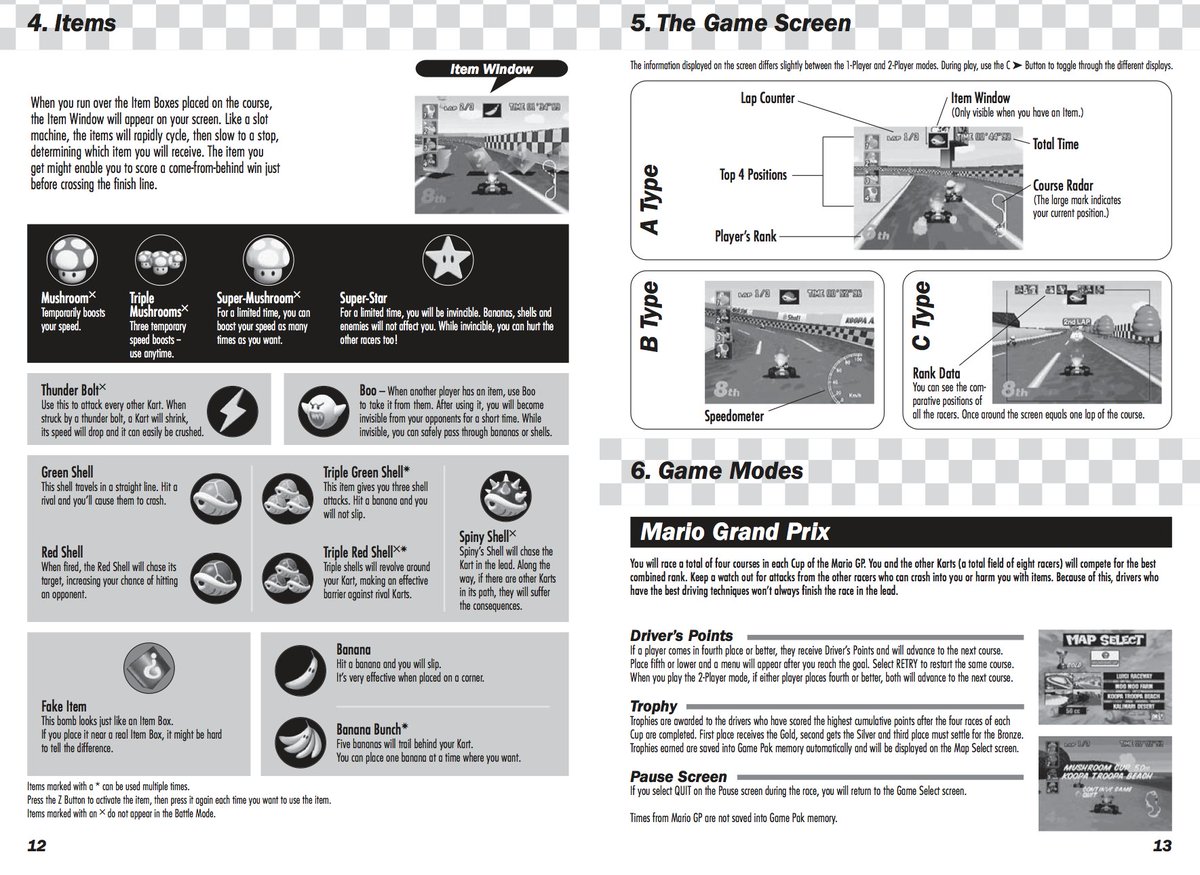 4. Items
Item Window
When you run over the Item Boxes placed on the course,
the Item Window will appear on your screen. Like a slot
machine, the items will rapidly cycle, then slow to a stop,
determining which item you will receive. The item you
get might enable you to score a come-from-behind win just
before crossing the finish line.
LAP 2/3
8th
Mushroom×
Temporarily boosts
your speed.
Triple
Mushrooms×
Three temporary
speed boosts –
use anytime.
Super-Mushroom×
For a limited time, you can
boost your speed as many
times as you want.
Super-Star
For a limited time, you will be invincible. Bananas, shells and
enemies will not affect you. While invincible, you can hurt the
other racers too!
Thunder Bolt×
Use this to attack every other Kart. When
struck by a thunder bolt, a Kart will shrink,
its speed will drop and it can easily be crushed.
Boo – When another player has an item, use Boo
to take it from them. After using it, you will become
invisible from your opponents for a short time. While
invisible, you can safely pass through bananas or shells.
Green Shell
This shell travels in a straight line. Hit a
rival and you'll cause them to crash.
Triple Green Shell*
This item gives you three shell
attacks. Hit a banana and you
will not slip.
Red Shell
When fired, the Red Shell will chase its
target, increasing your chance of hitting
an opponent.
Triple Red Shell×*
Triple shells will revolve around
your Kart, making an effective
barrier against rival Karts.
Spiny Shell×
Spiny's Shell will chase the
Kart in the lead. Along the
way, if there are other Karts
in its path, they will suffer
the consequences.
Fake Item
This bomb looks just like an Item Box.
If you place it near a real Item Box, it might be hard
to tell the difference.
Banana
Hit a banana and you will slip.
It's very effective when placed on a corner.
Banana Bunch*
Five bananas will trail behind your Kart.
You can place one banana at a time where you want.
Items marked with a * can be used multiple times.
Press the Z Button to activate the item, then press it again each time you want to use the item.
Items marked with an × do not appear in the Battle Mode.
12
5. The Game Screen
The information displayed on the screen differs slightly between the 1-Player and 2-Player modes. During play, use the C ➤ Button to toggle through the different displays.
A Type
Lap Counter
Item Window
(Only visible when you have an Item.)
Total Time
Top 4 Positions
Course Radar
(The large mark indicates
your current position.)
Player's Rank
LAP 1/3
8th
B Type
LAP 1/3
8th
Speedometer
C Type
2nd LAP
8th
Rank Data
You can see the com-
parative positions of
all the racers. Once around the screen equals one lap of the course.
6. Game Modes
Mario Grand Prix
You will race a total of four courses in each Cup of the Mario GP. You and the other Karts (a total field of eight racers) will compete for the best
combined rank. Keep a watch out for attacks from the other racers who can crash into you or harm you with items. Because of this, drivers who
have the best driving techniques won't always finish the race in the lead.
Driver's Points
If a player comes in fourth place or better, they receive Driver's Points and will advance to the next course.
Place fifth or lower and a menu will appear after you reach the goal. Select RETRY to restart the same course.
When you play the 2-Player mode, if either player places fourth or better, both will advance to the next course.
MAP SELECT
GOLD
LUIGI RACEWAY
MOO MOO FARM
KOOPA TROOPA BEACH
KALIMARI DESERT
50 cc
Trophy
Trophies are awarded to the drivers who have scored the highest cumulative points after the four races of each
Cup are completed. First place receives the Gold, second gets the Silver and third place must settle for the Bronze.
Trophies earned are saved into Game Pak memory automatically and will be displayed on the Map Select screen.
Pause Screen
If you select QUIT on the Pause screen during the race, you will return to the Game Select screen.
Times from Mario GP are not saved into Game Pak memory.
MUSHROOM CUP 50cc
KOOPA TROOPA BEACH
CONTINUE GAME
QUIT
13